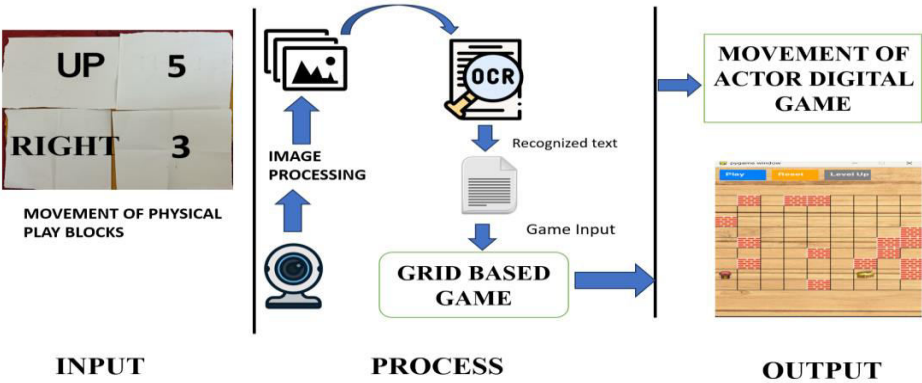 UP 5
RIGHT 3
MOVEMENT OF PHYSICAL
PLAY BLOCKS
INPUT
IMAGE
PROCESSING
OCR
Recognized text
Game Input
GRID BASED
GAME
PROCESS
MOVEMENT OF
ACTOR DIGITAL
GAME
pygame window
Play Reset Level Up
OUTPUT